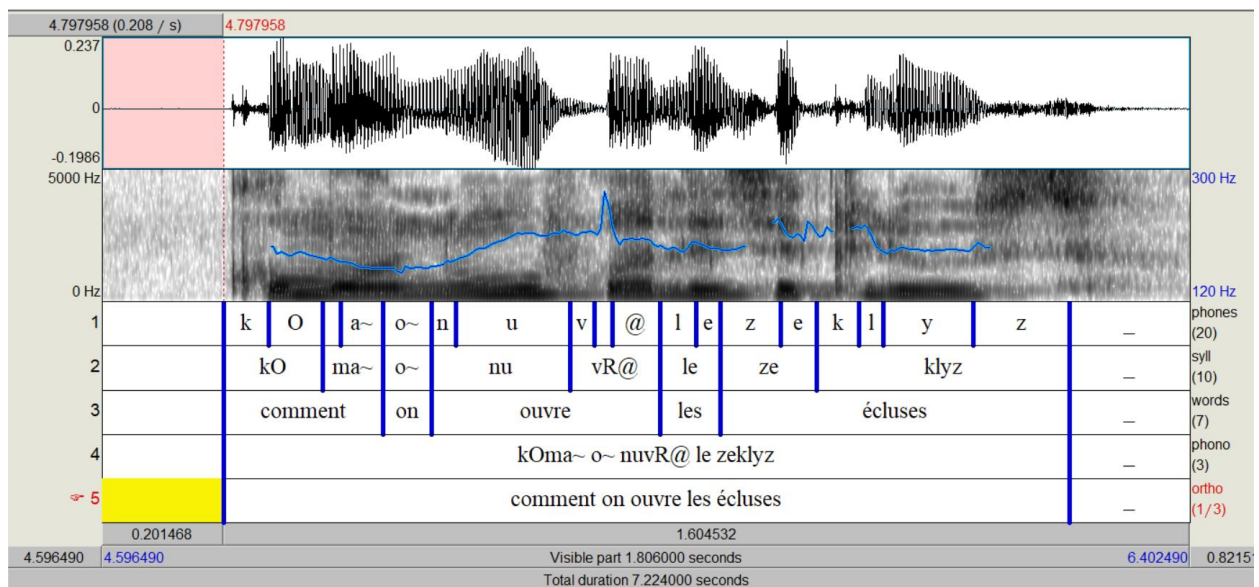 4.797958 (0.208 / s) 4.797958
0.237
0
-0.1986
5000 Hz 300 Hz
0 Hz 120 Hz
1 k O a~ o~ n u v @ l e z e k l y z _ phones (20)
2 kO ma~ o~ nu vR@ le ze klyz _ syll (10)
3 comment on ouvre les écluses _ words (7)
4 kOma~ o~ nuvR@ le zeklyz _ phono (3)
☞ 5 comment on ouvre les écluses _ ortho (1/3)
0.201468 1.604532
4.596490 4.596490 Visible part 1.806000 seconds 6.402490 0.82151
Total duration 7.224000 seconds